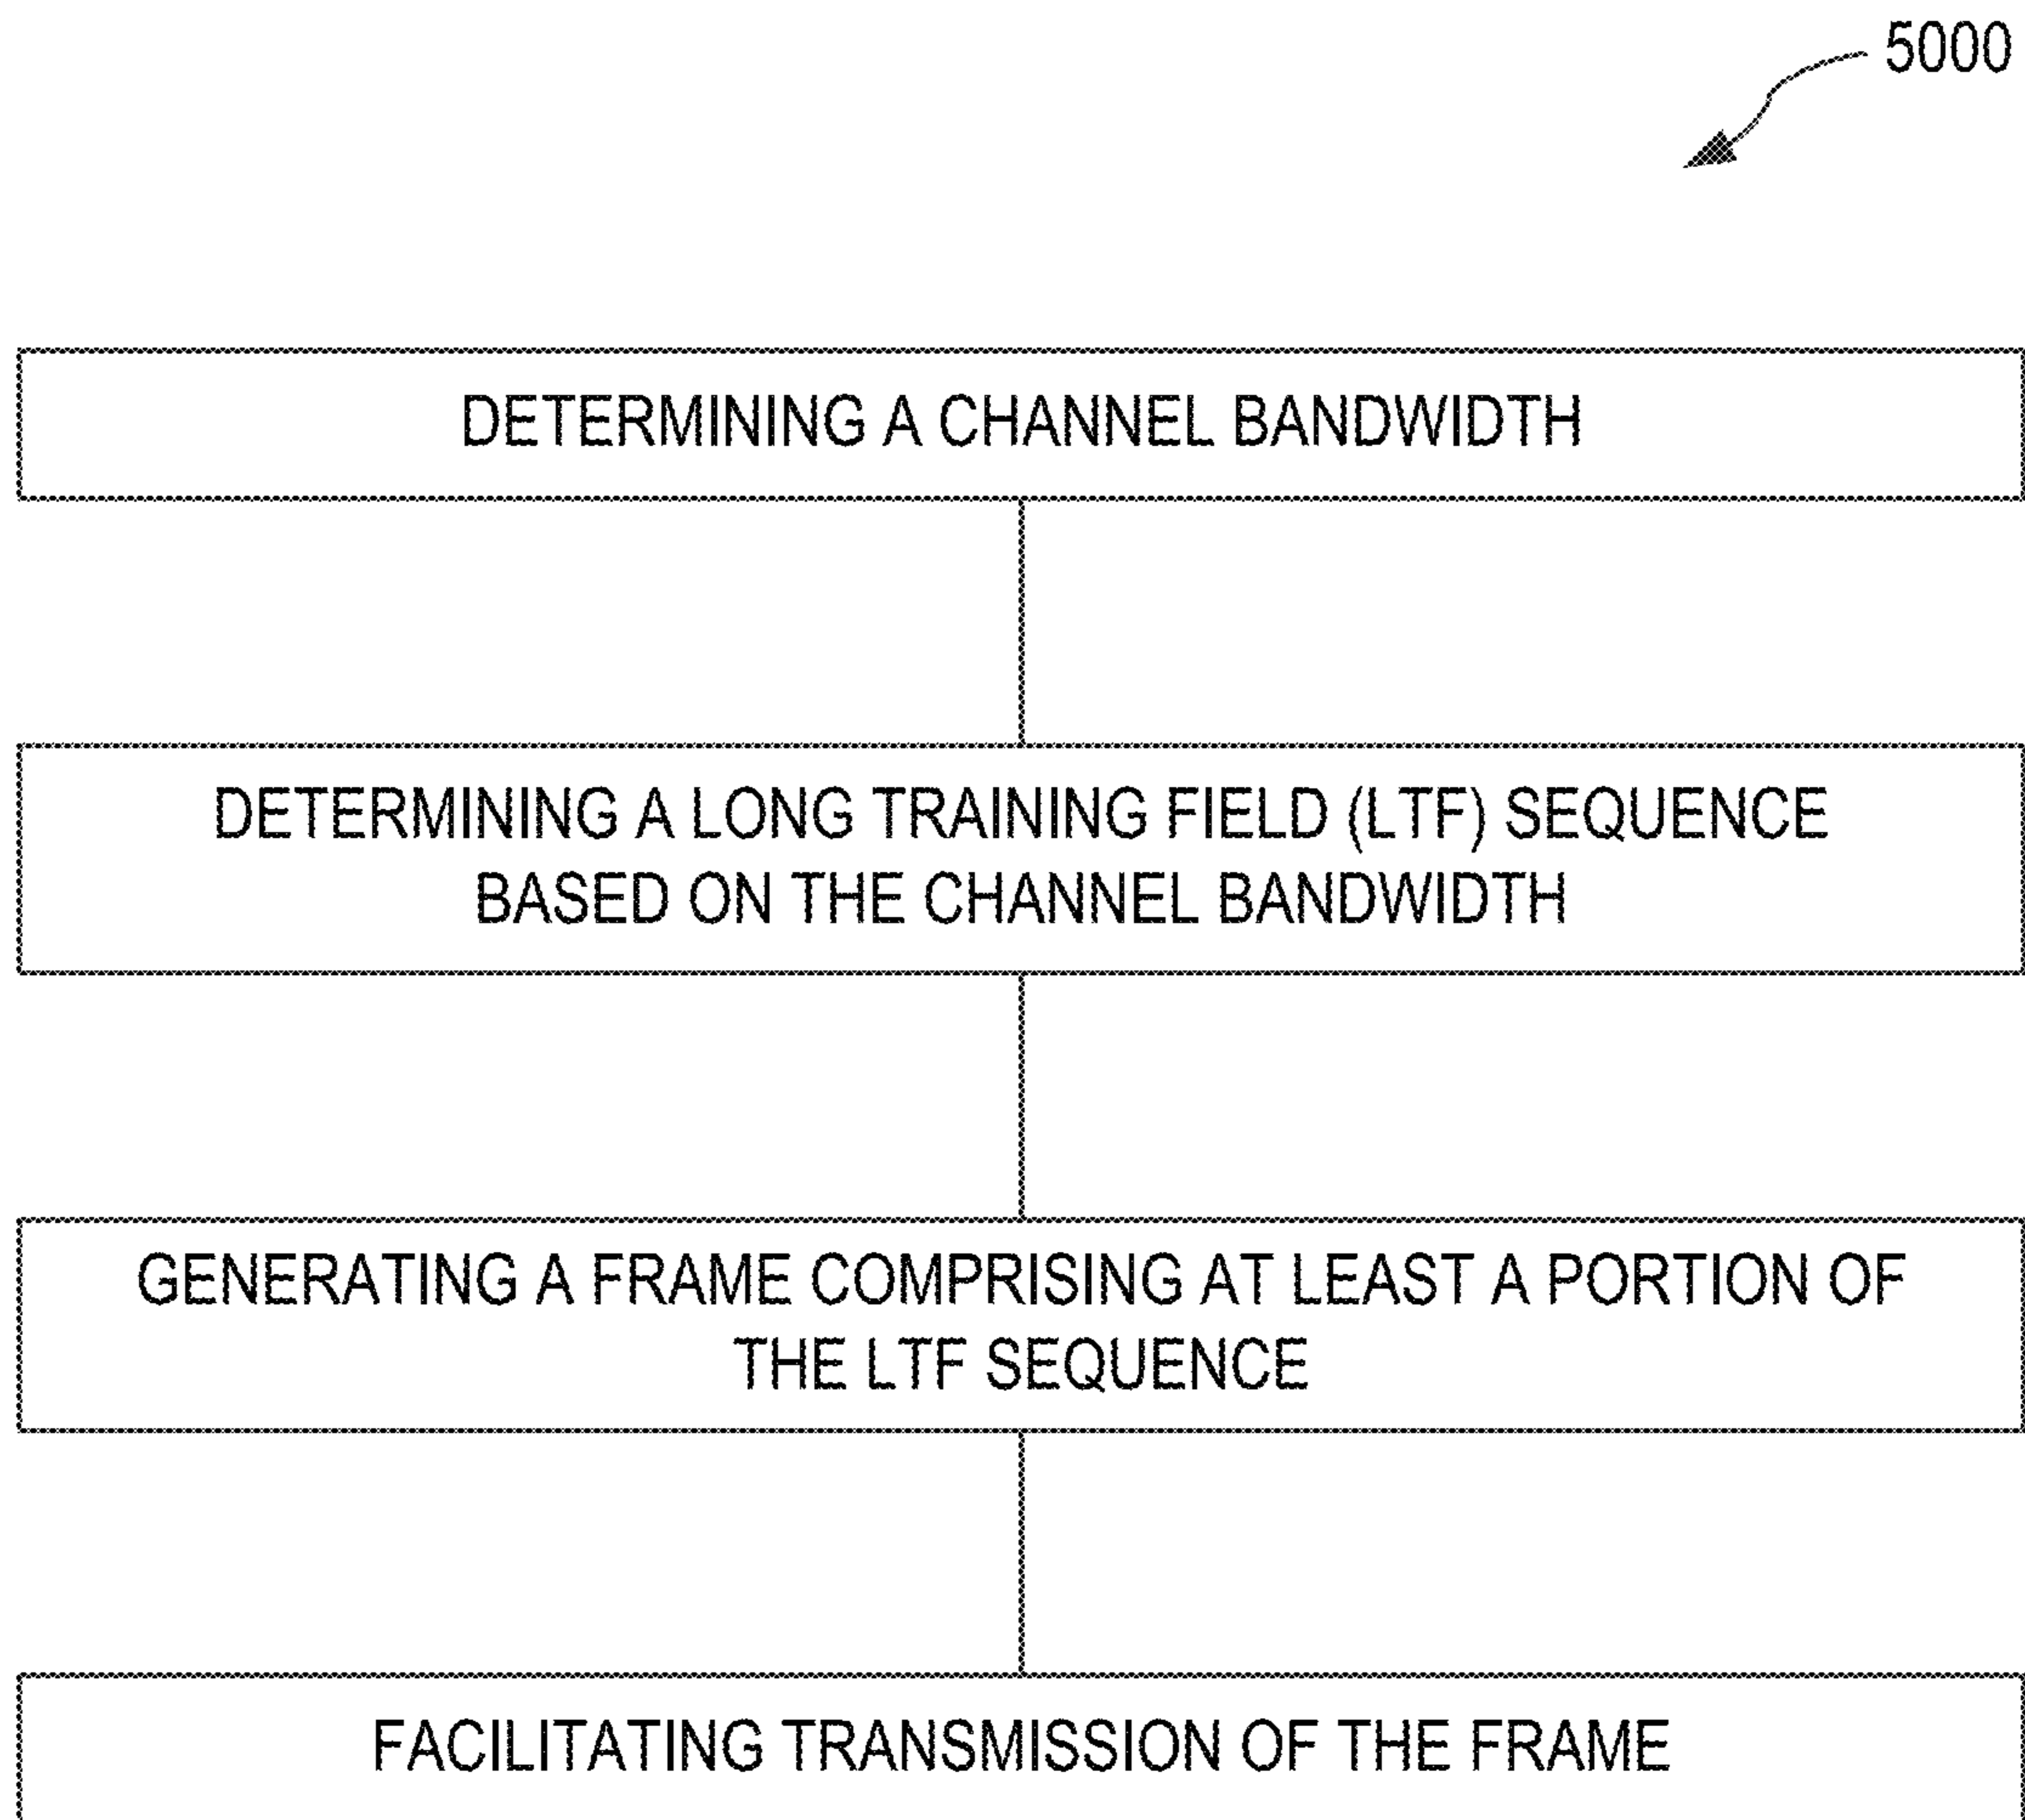 5000
DETERMINING A CHANNEL BANDWIDTH
DETERMINING A LONG TRAINING FIELD (LTF) SEQUENCE
BASED ON THE CHANNEL BANDWIDTH
GENERATING A FRAME COMPRISING AT LEAST A PORTION OF
THE LTF SEQUENCE
FACILITATING TRANSMISSION OF THE FRAME